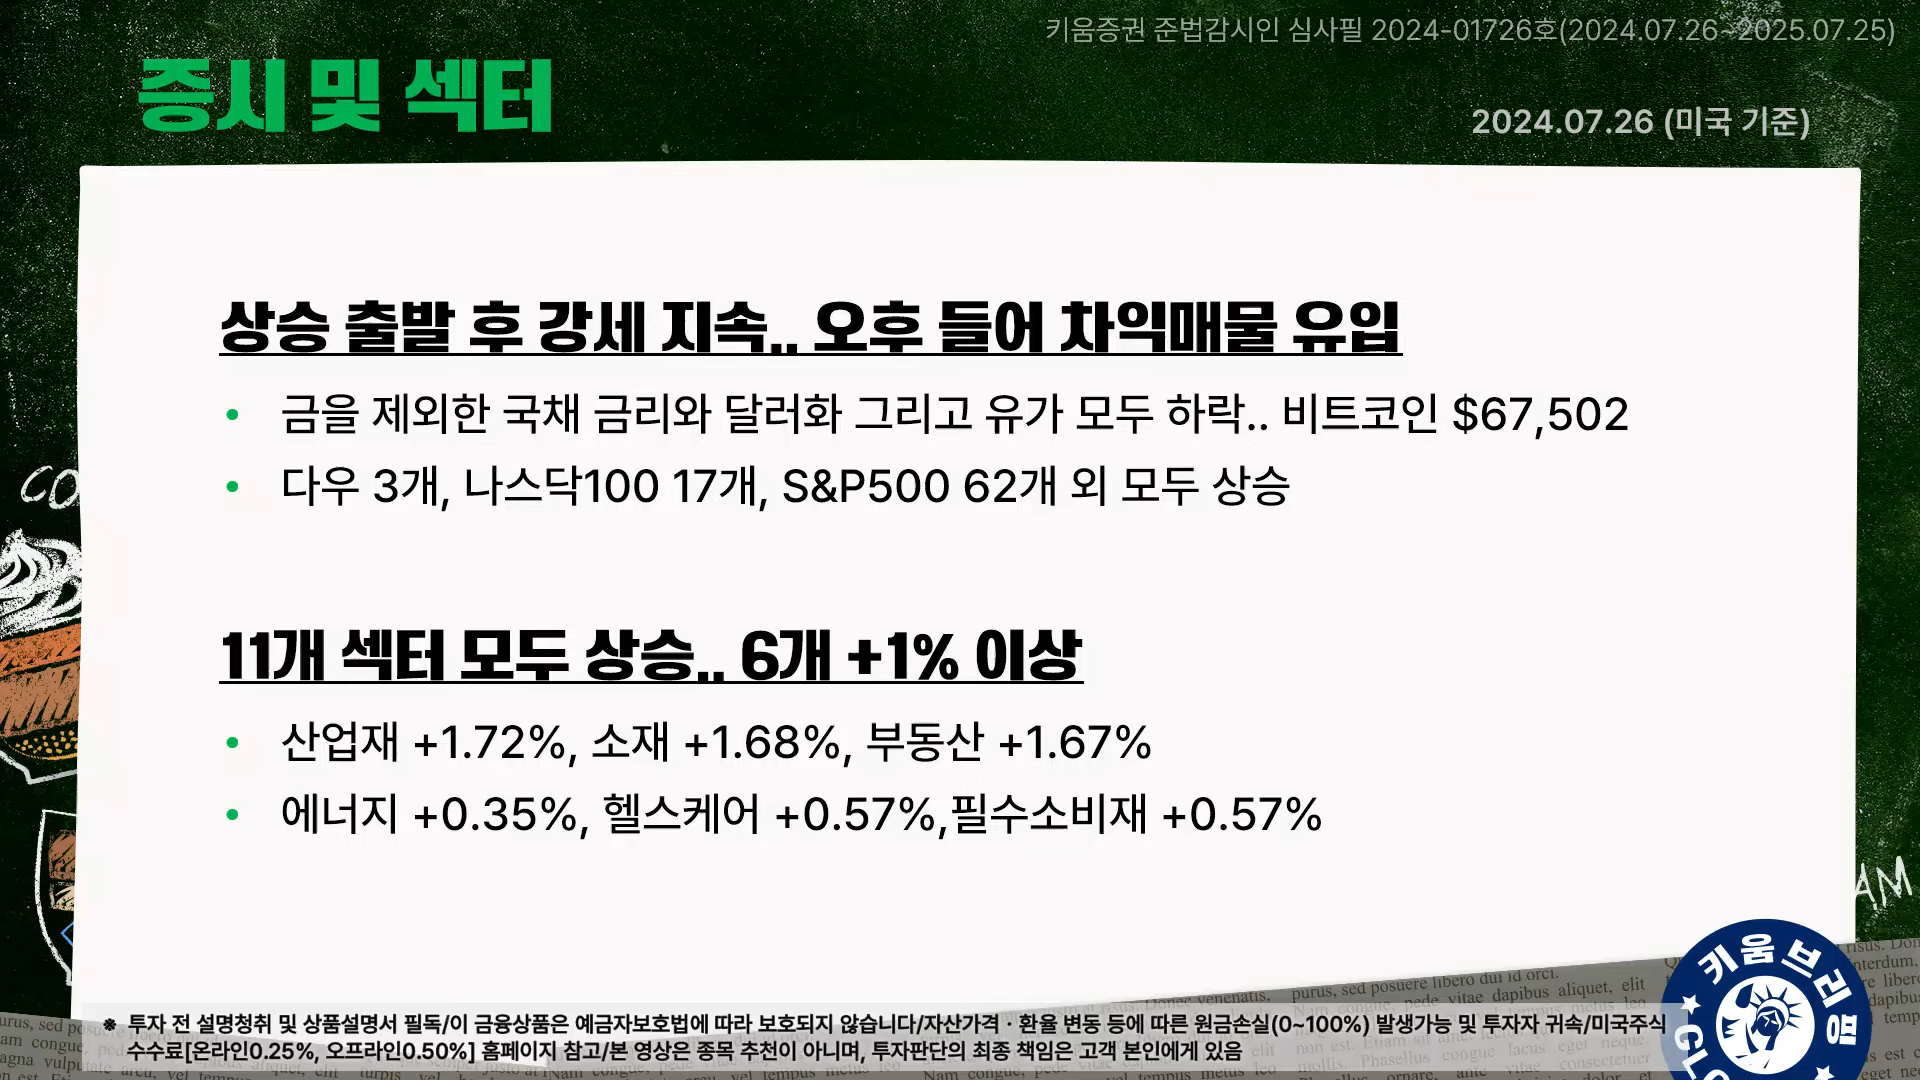 키움증권 준법감시인 심사필 2024-01726호(2024.07.26~2025.07.25)
증시 및 섹터
2024.07.26 (미국 기준)
상승 출발 후 강세 지속.. 오후 들어 차익매물 유입
• 금을 제외한 국채 금리와 달러화 그리고 유가 모두 하락.. 비트코인 $67,502
• 다우 3개, 나스닥100 17개, S&P500 62개 외 모두 상승
CO
11개 섹터 모두 상승.. 6개 +1% 이상
• 산업재 +1.72%, 소재 +1.68%, 부동산 +1.67%
• 에너지 +0.35%, 헬스케어 +0.57%,필수소비재 +0.57%
AM
키움 브리핑
※ 투자 전 설명청취 및 상품설명서 필독/이 금융상품은 예금자보호법에 따라 보호되지 않습니다/자산가격 · 환율 변동 등에 따른 원금손실(0~100%) 발생가능 및 투자자 귀속/미국주식
수수료[온라인0.25%, 오프라인0.50%] 홈페이지 참고/본 영상은 종목 추천이 아니며, 투자판단의 최종 책임은 고객 본인에게 있음